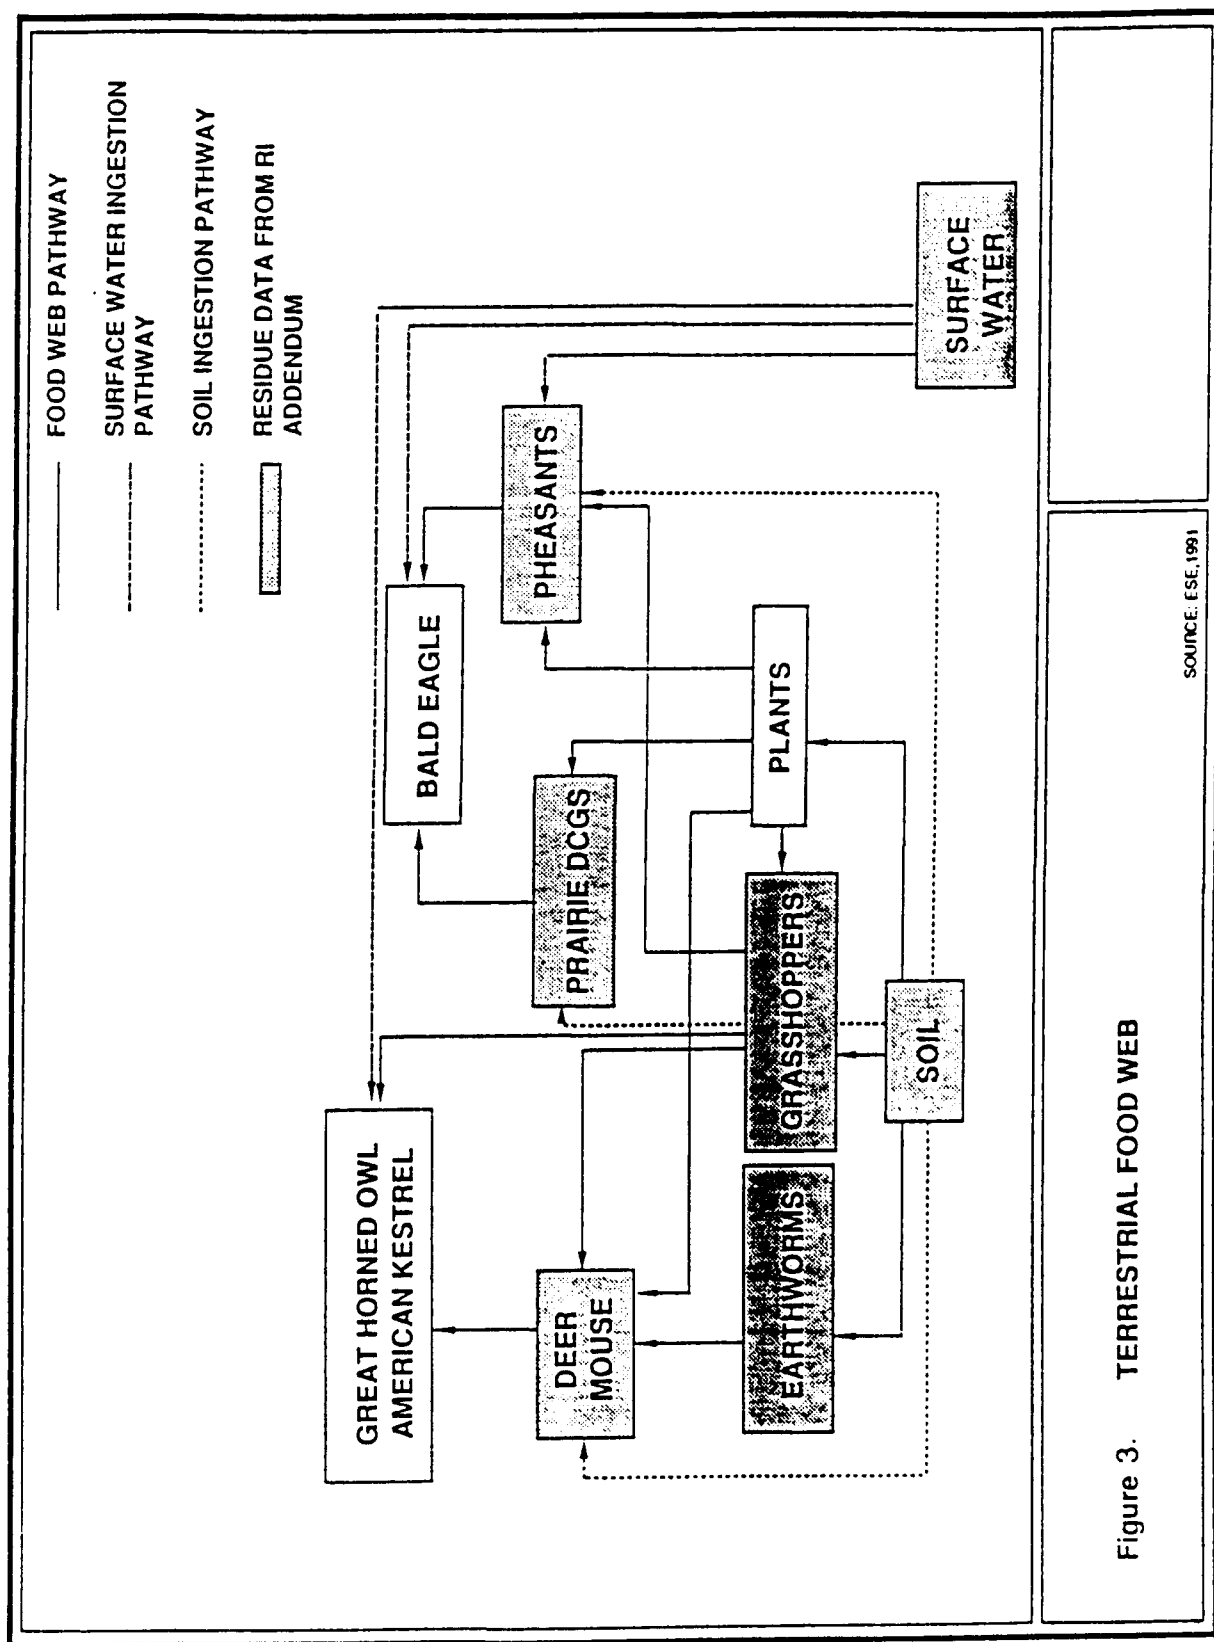 FOOD WEB PATHWAY
SURFACE WATER INGESTION
PATHWAY
SOIL INGESTION PATHWAY
RESIDUE DATA FROM RI
ADDENDUM
GREAT HORNED OWL
AMERICAN KESTREL
BALD EAGLE
DEER
MOUSE
PRAIRIE DCGS
PHEASANTS
EARTHWORMS
GRASSHOPPERS
PLANTS
SOIL
SURFACE
WATER
Figure 3. TERRESTRIAL FOOD WEB
SOURCE: ESE,1991